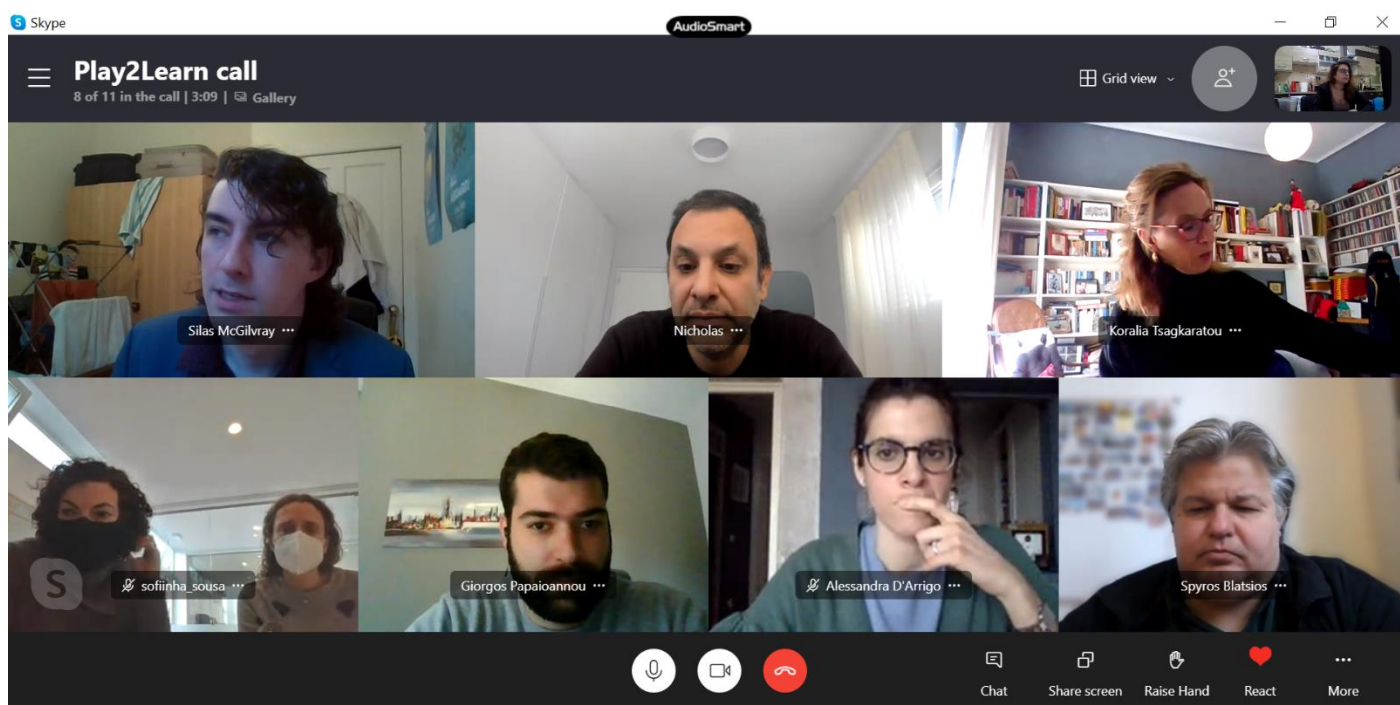 Skype
AudioSmart
Play2Learn call
8 of 11 in the call | 3:09 | Gallery
Grid view
Silas McGilvray ...
Nicholas ...
Koralia Tsagkaratou ...
S
sofiinha_sousa ...
Giorgos Papaioannou ...
Alessandra D'Arrigo ...
Spyros Blatsios ...
Chat
Share screen
Raise Hand
React
More